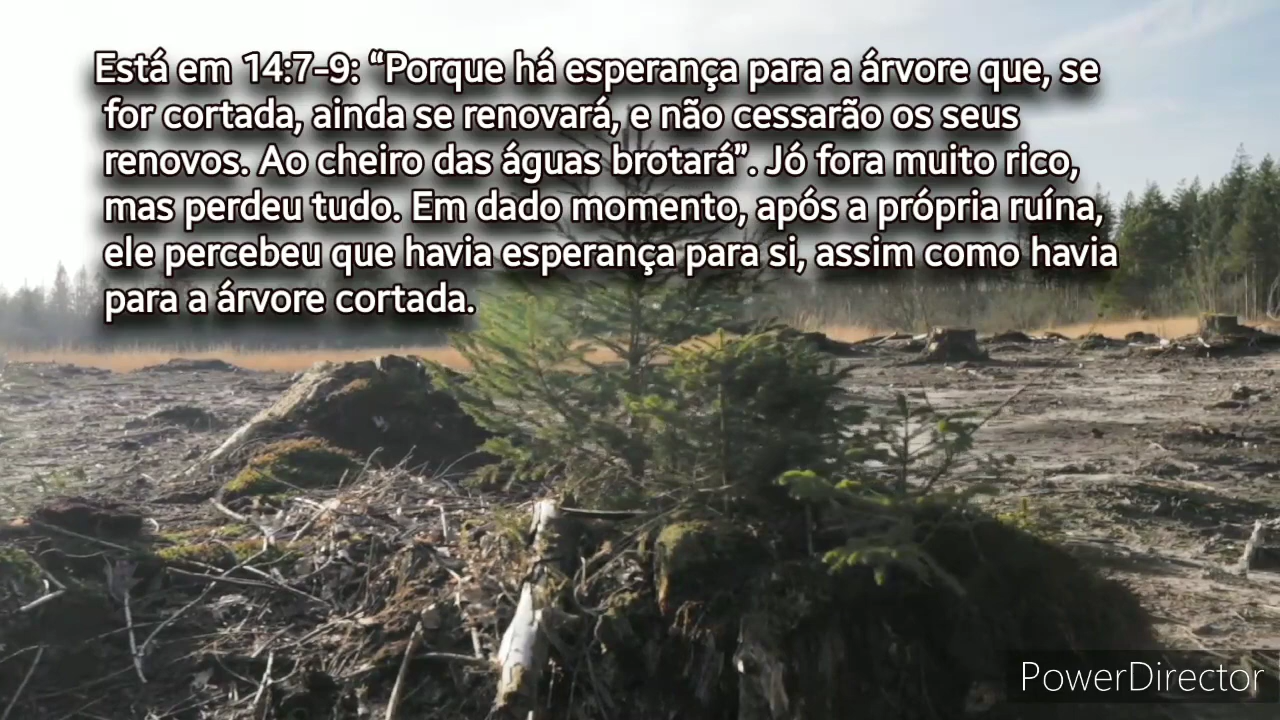 Está em 14:7-9: “Porque há esperança para a árvore que, se
for cortada, ainda se renovará, e não cessarão os seus
renovos. Ao cheiro das águas brotará”. Jó fora muito rico,
mas perdeu tudo. Em dado momento, após a própria ruína,
ele percebeu que havia esperança para si, assim como havia
para a árvore cortada.
PowerDirector